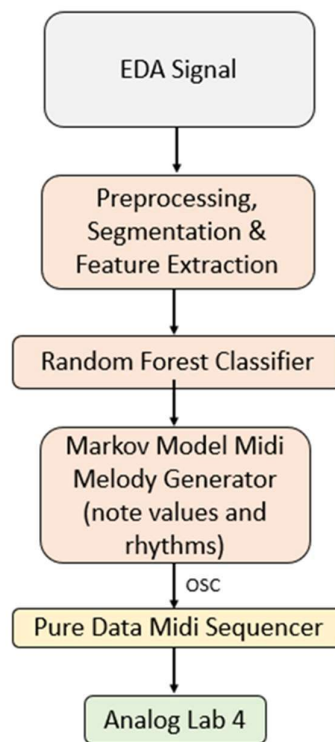 EDA Signal
Preprocessing,
Segmentation &
Feature Extraction
Random Forest Classifier
Markov Model Midi
Melody Generator
(note values and
rhythms)
OSC
Pure Data Midi Sequencer
Analog Lab 4